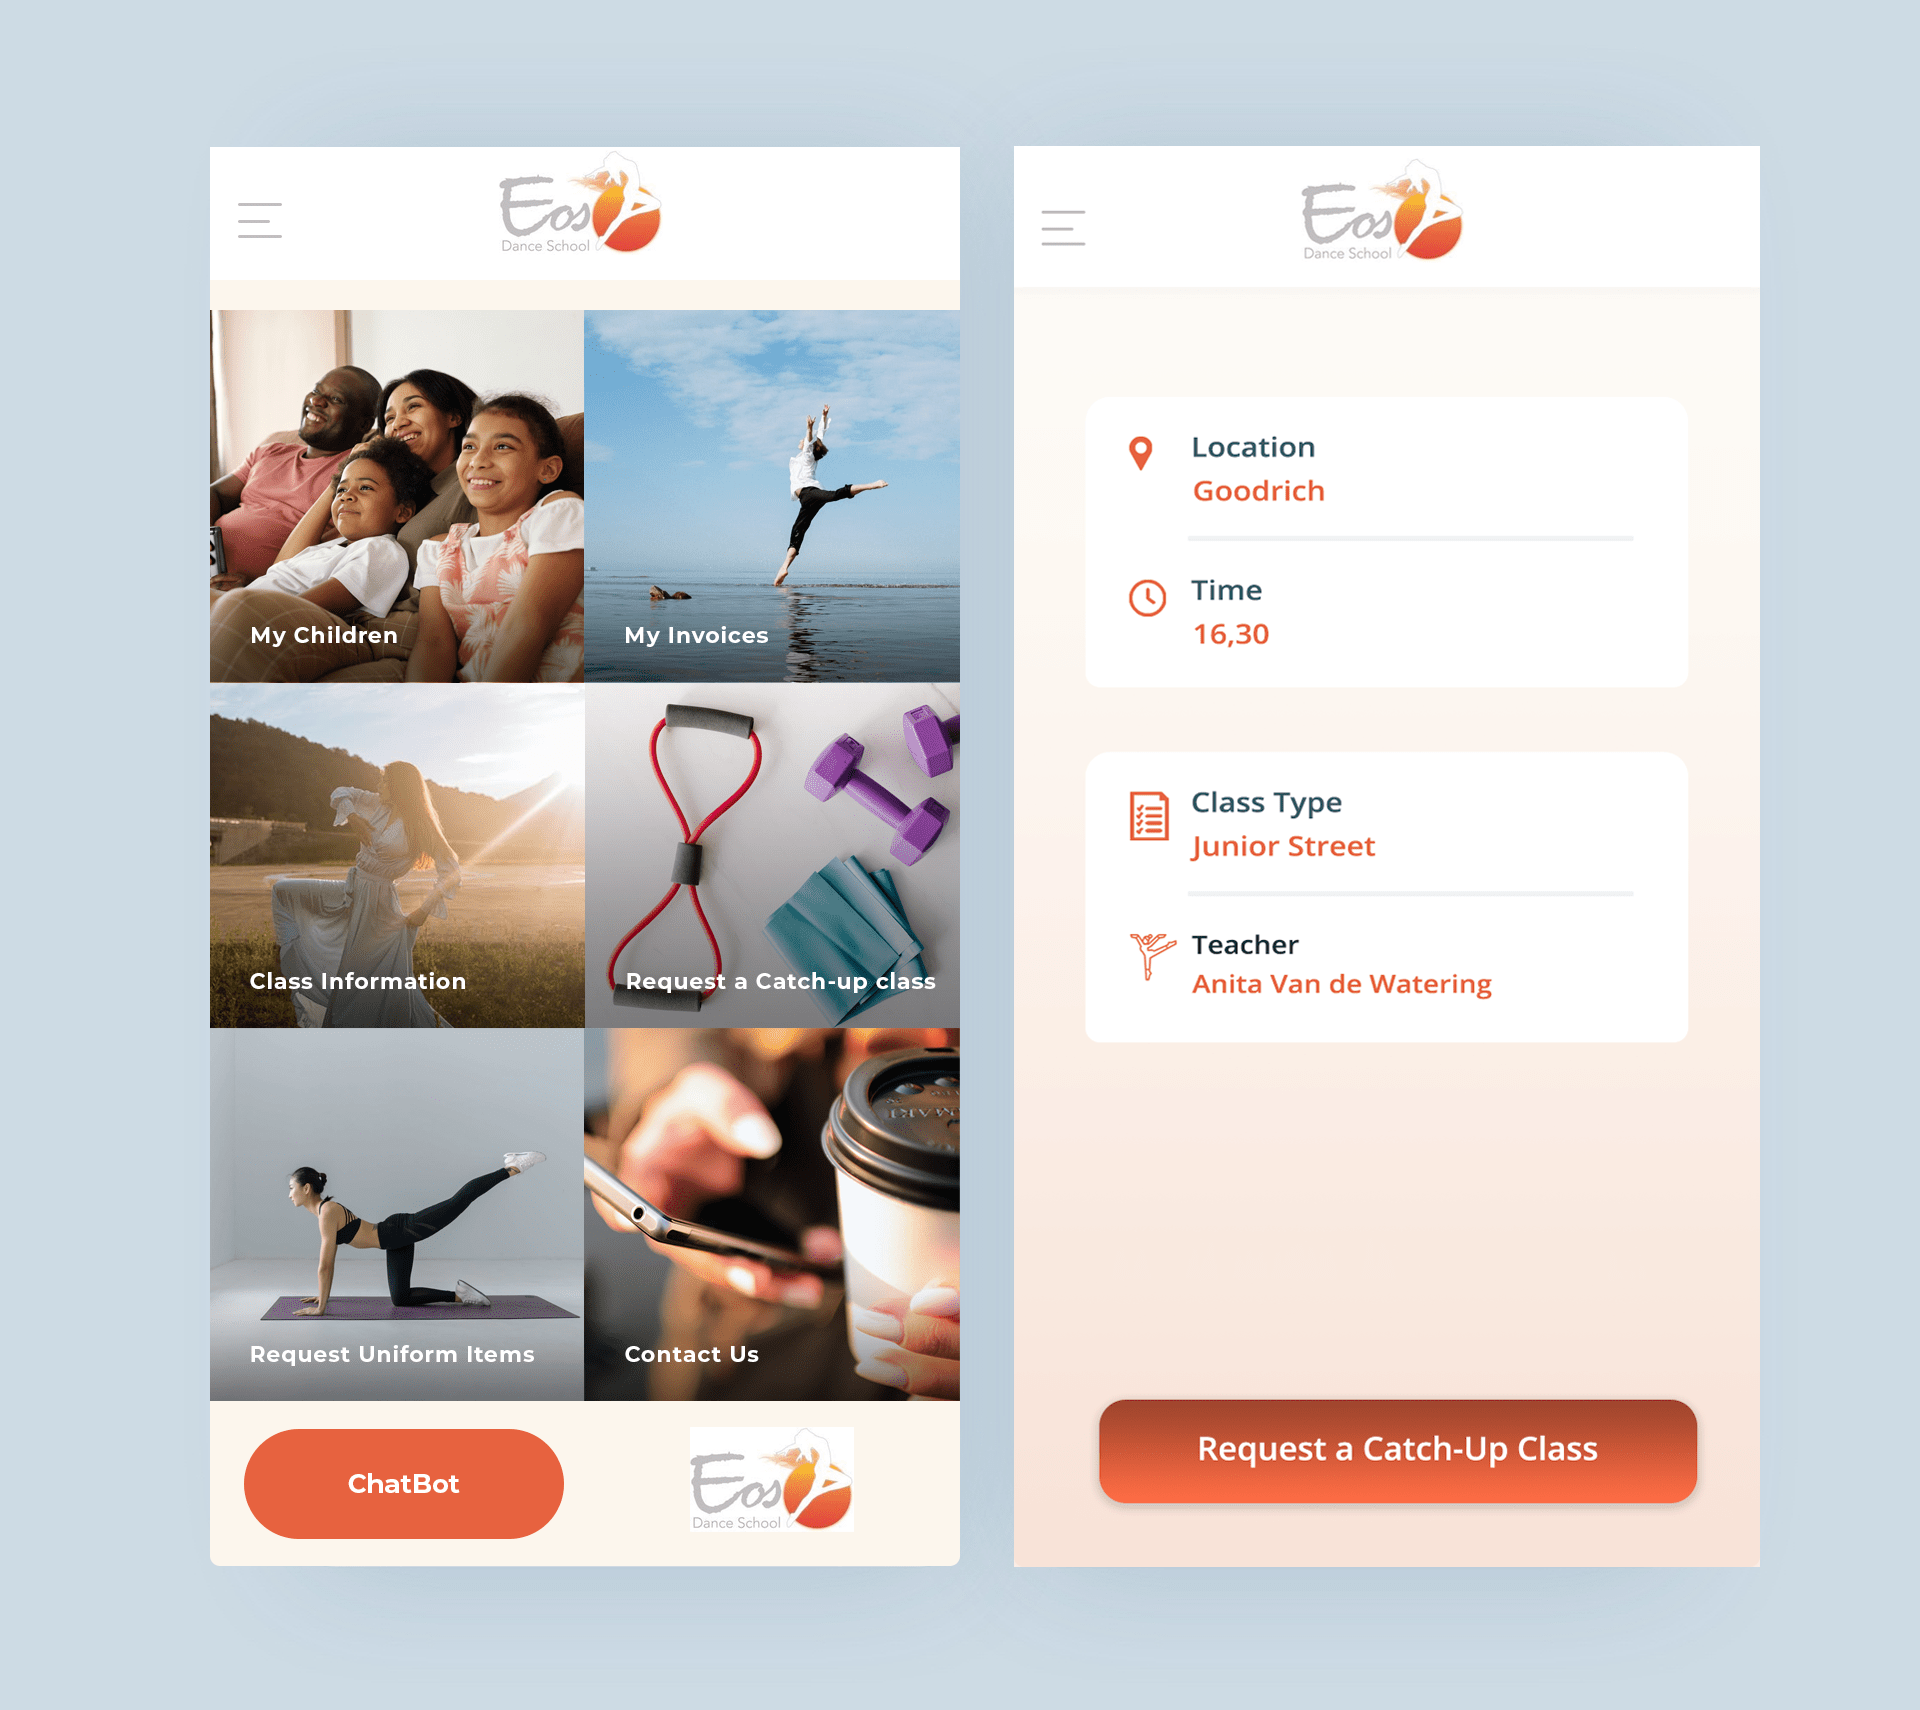 Eos
Dance School
My Children
My Invoices
Class Information
Request a Catch-up class
Request Uniform Items
Contact Us
ChatBot
Eos
Dance School
Eos
Dance School
Location
Goodrich
Time
16,30
Class Type
Junior Street
Teacher
Anita Van de Watering
Request a Catch-Up Class